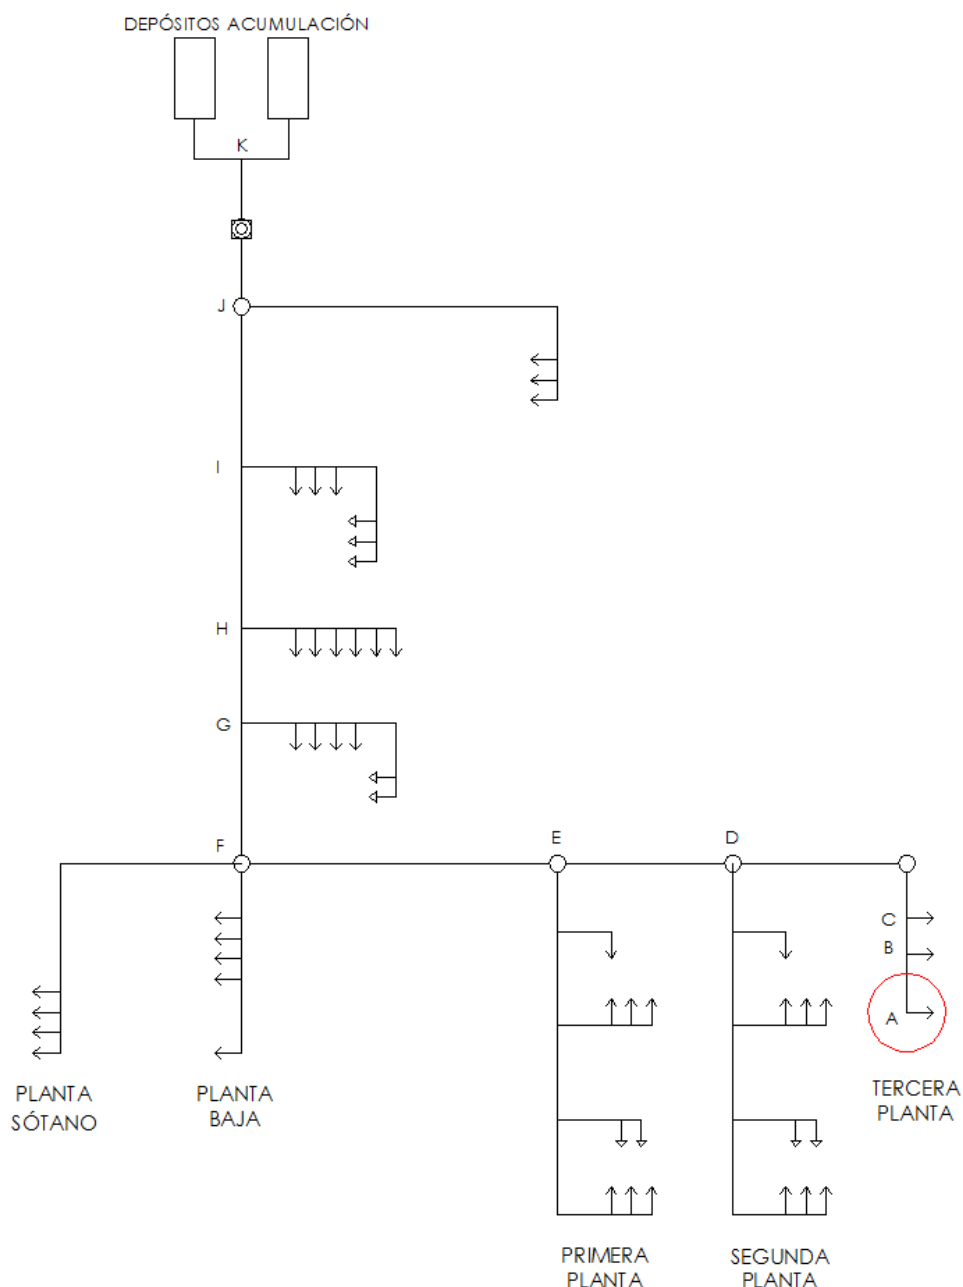 DEPÓSITOS ACUMULACIÓN
K
J
I
H
G
F
E
D
C
B
A
PLANTA
SÓTANO
PLANTA
BAJA
TERCERA
PLANTA
PRIMERA
PLANTA
SEGUNDA
PLANTA